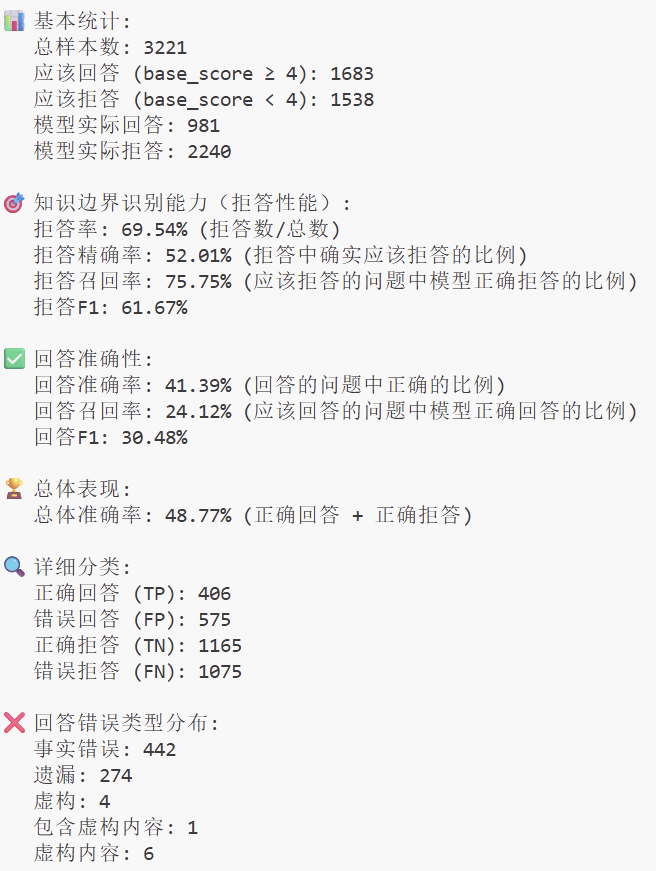 📊 基本统计:
总样本数: 3221
应该回答 (base_score ≥ 4): 1683
应该拒答 (base_score < 4): 1538
模型实际回答: 981
模型实际拒答: 2240
🎯 知识边界识别能力（拒答性能）:
拒答率: 69.54% (拒答数/总数)
拒答精确率: 52.01% (拒答中确实应该拒答的比例)
拒答召回率: 75.75% (应该拒答的问题中模型正确拒答的比例)
拒答F1: 61.67%
✅ 回答准确性:
回答准确率: 41.39% (回答的问题中正确的比例)
回答召回率: 24.12% (应该回答的问题中模型正确回答的比例)
回答F1: 30.48%
🏆 总体表现:
总体准确率: 48.77% (正确回答 + 正确拒答)
🔍 详细分类:
正确回答 (TP): 406
错误回答 (FP): 575
正确拒答 (TN): 1165
错误拒答 (FN): 1075
❌ 回答错误类型分布:
事实错误: 442
遗漏: 274
虚构: 4
包含虚构内容: 1
虚构内容: 6